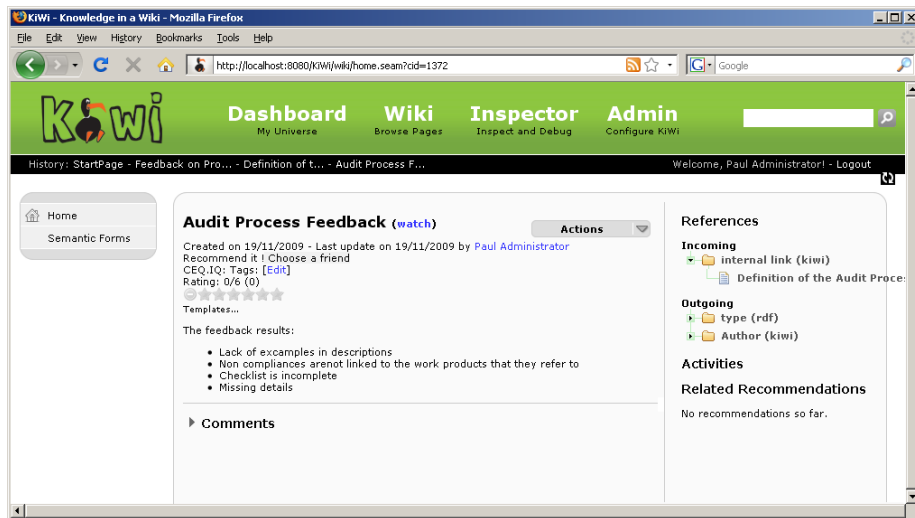 KiWi - Knowledge in a Wiki - Mozilla Firefox
File Edit View History Bookmarks Tools Help
http://localhost:8080/KiWi/wiki/home.seam?cid=1372
G Google
Kiwi
Dashboard Wiki Inspector Admin
My Universe Browse Pages Inspect and Debug Configure KiWi
History: StartPage - Feedback on Pro... - Definition of t... - Audit Process F... Welcome, Paul Administrator! - Logout
Home
Semantic Forms
Audit Process Feedback (watch)
Actions
Created on 19/11/2009 - Last update on 19/11/2009 by Paul Administrator
Recommend it ! Choose a friend
CEQ.IQ: Tags: [Edit]
Rating: 0/6 (0)
Templates...
The feedback results:
• Lack of excamples in descriptions
• Non compliances arenot linked to the work products that they refer to
• Checklist is incomplete
• Missing details
Comments
References
Incoming
internal link (kiwi)
Definition of the Audit Proce
Outgoing
type (rdf)
Author (kiwi)
Activities
Related Recommendations
No recommendations so far.